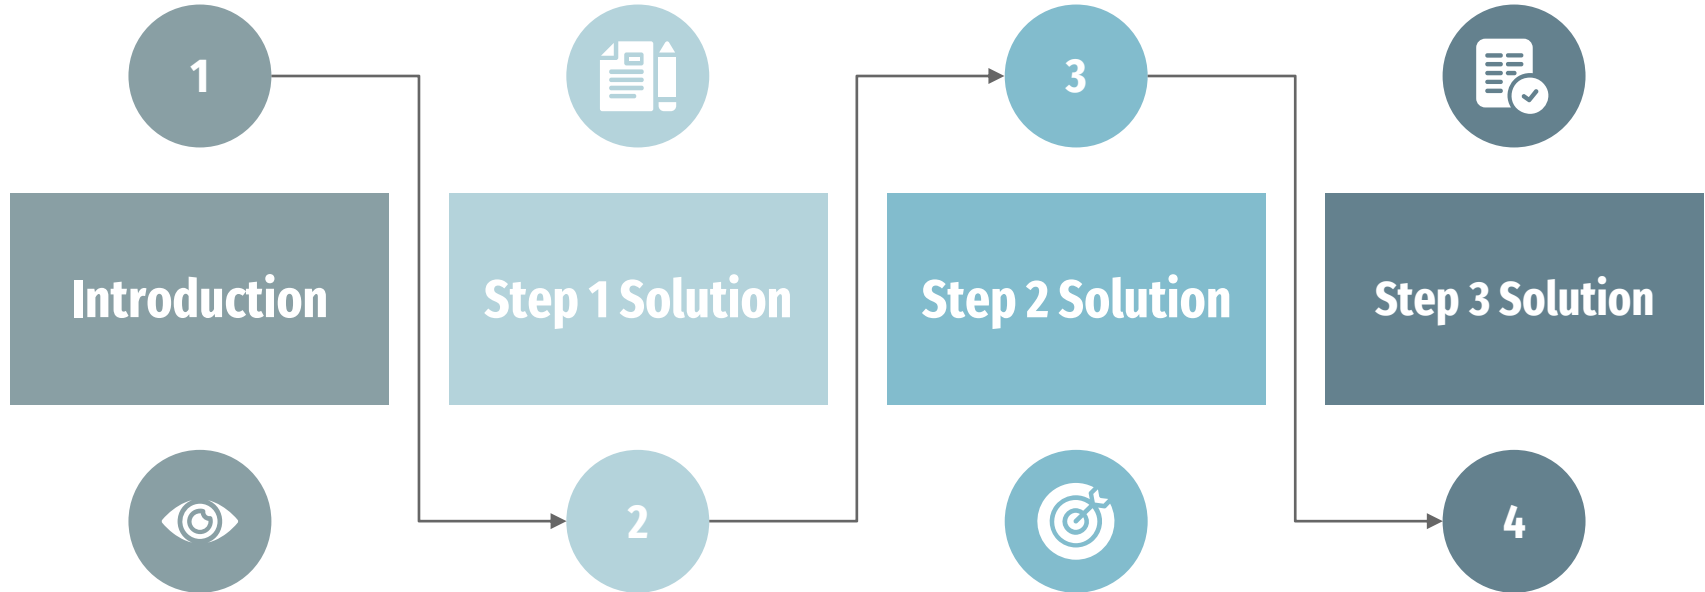 1
Introduction
Step 1 Solution
2
3
Step 2 Solution
Step 3 Solution
4